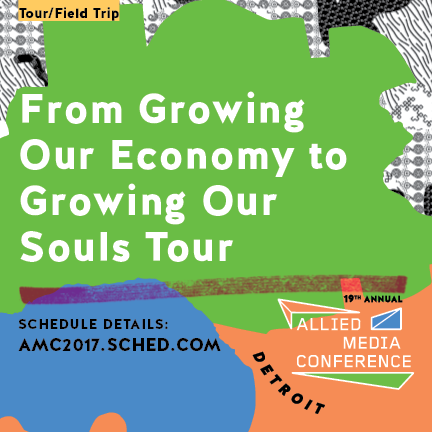 Tour/Field Trip
From Growing
Our Economy to
Growing Our
Souls Tour
19TH ANNUAL
SCHEDULE DETAILS:
AMC2017.SCHED.COM
ALLIED
MEDIA
CONFERENCE
DETROIT